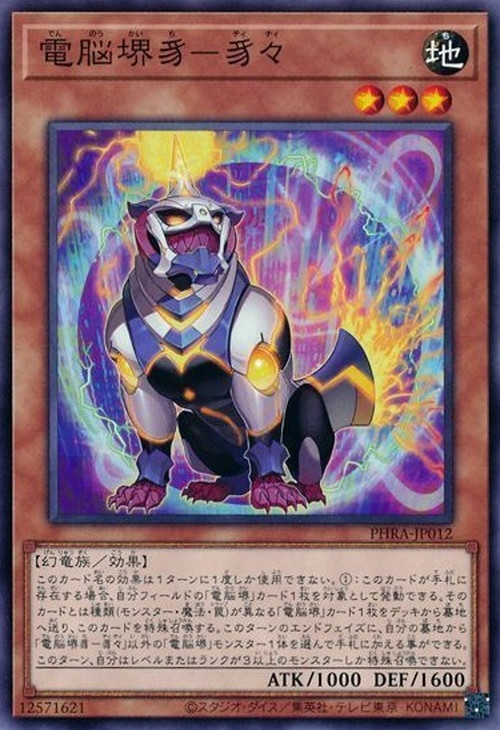 電脳堺豸－豸々
地
PHRA-JP012
【幻竜族／効果】
このカード名の効果は１ターンに１度しか使用できない。①：このカードが手札に
存在する場合、自分フィールドの「電脳堺」カード１枚を対象として発動できる。その
カードとは種類（モンスター・魔法・罠）が異なる「電脳堺」カード１枚をデッキから墓地
へ送り、このカードを特殊召喚する。このターンのエンドフェイズに、自分の墓地から
「電脳堺豸－豸々」以外の「電脳堺」モンスター１体を選んで手札に加える事ができる。
このターン、自分はレベルまたはランクが３以上のモンスターしか特殊召喚できない。
ATK/1000 DEF/1600
12571621 ©スタジオ・ダイス／集英社・テレビ東京 KONAMI